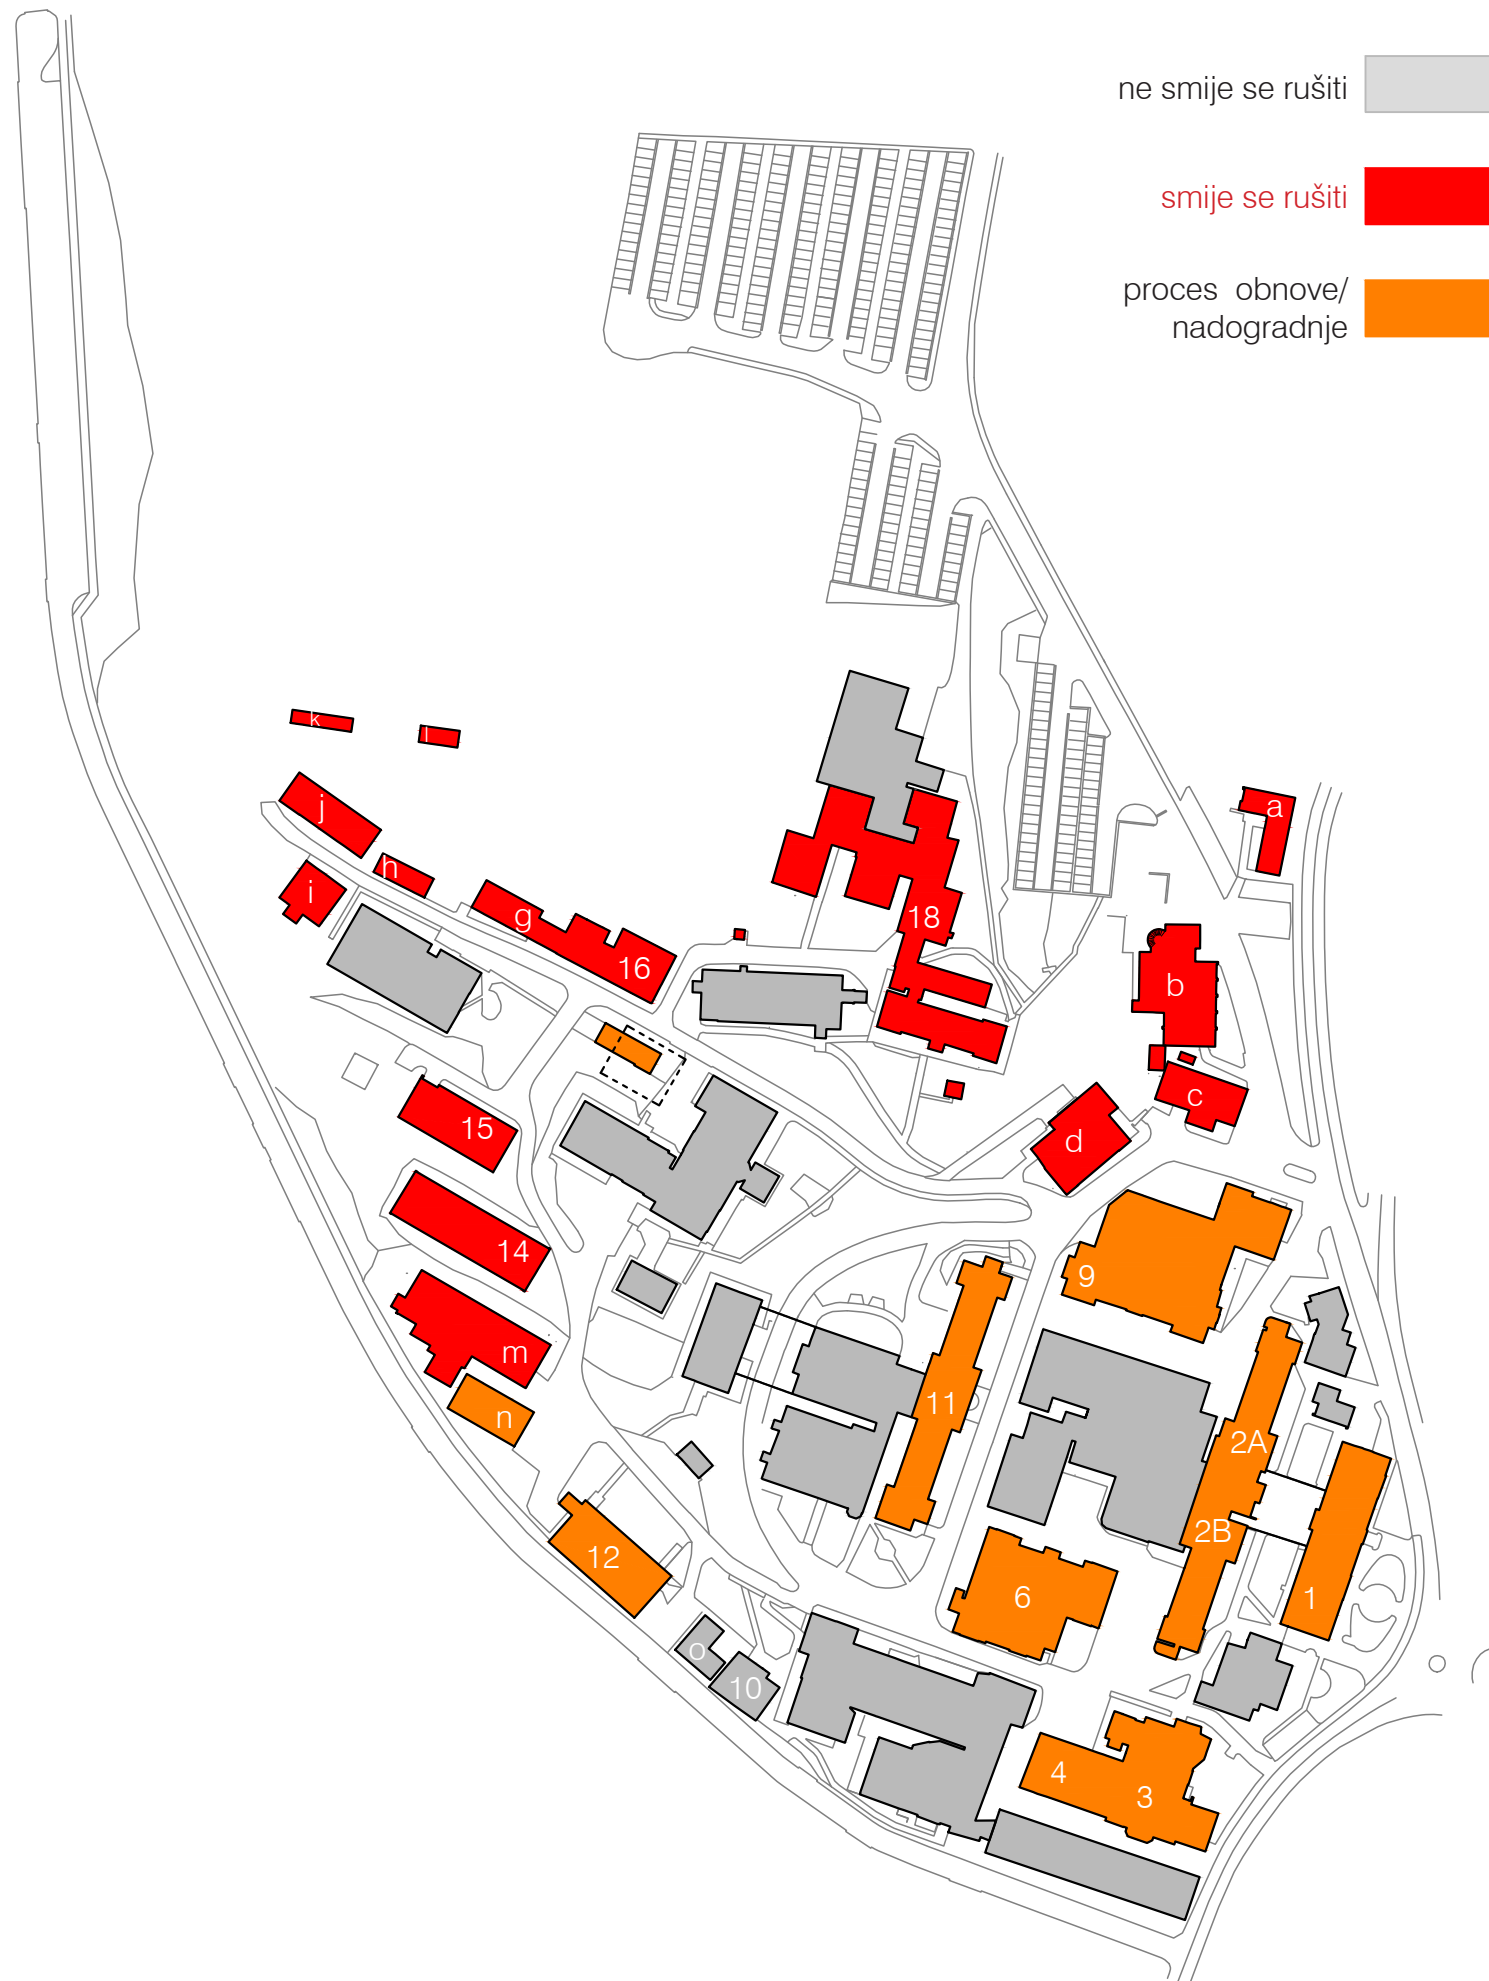 ne smije se rušiti
smije se rušiti
proces obnove/
nadogradnje
k
l
j
a
h
i
g
18
16
b
c
15
d
14
9
m
n
11
2A
2B
12
6
1
o
10
4
3